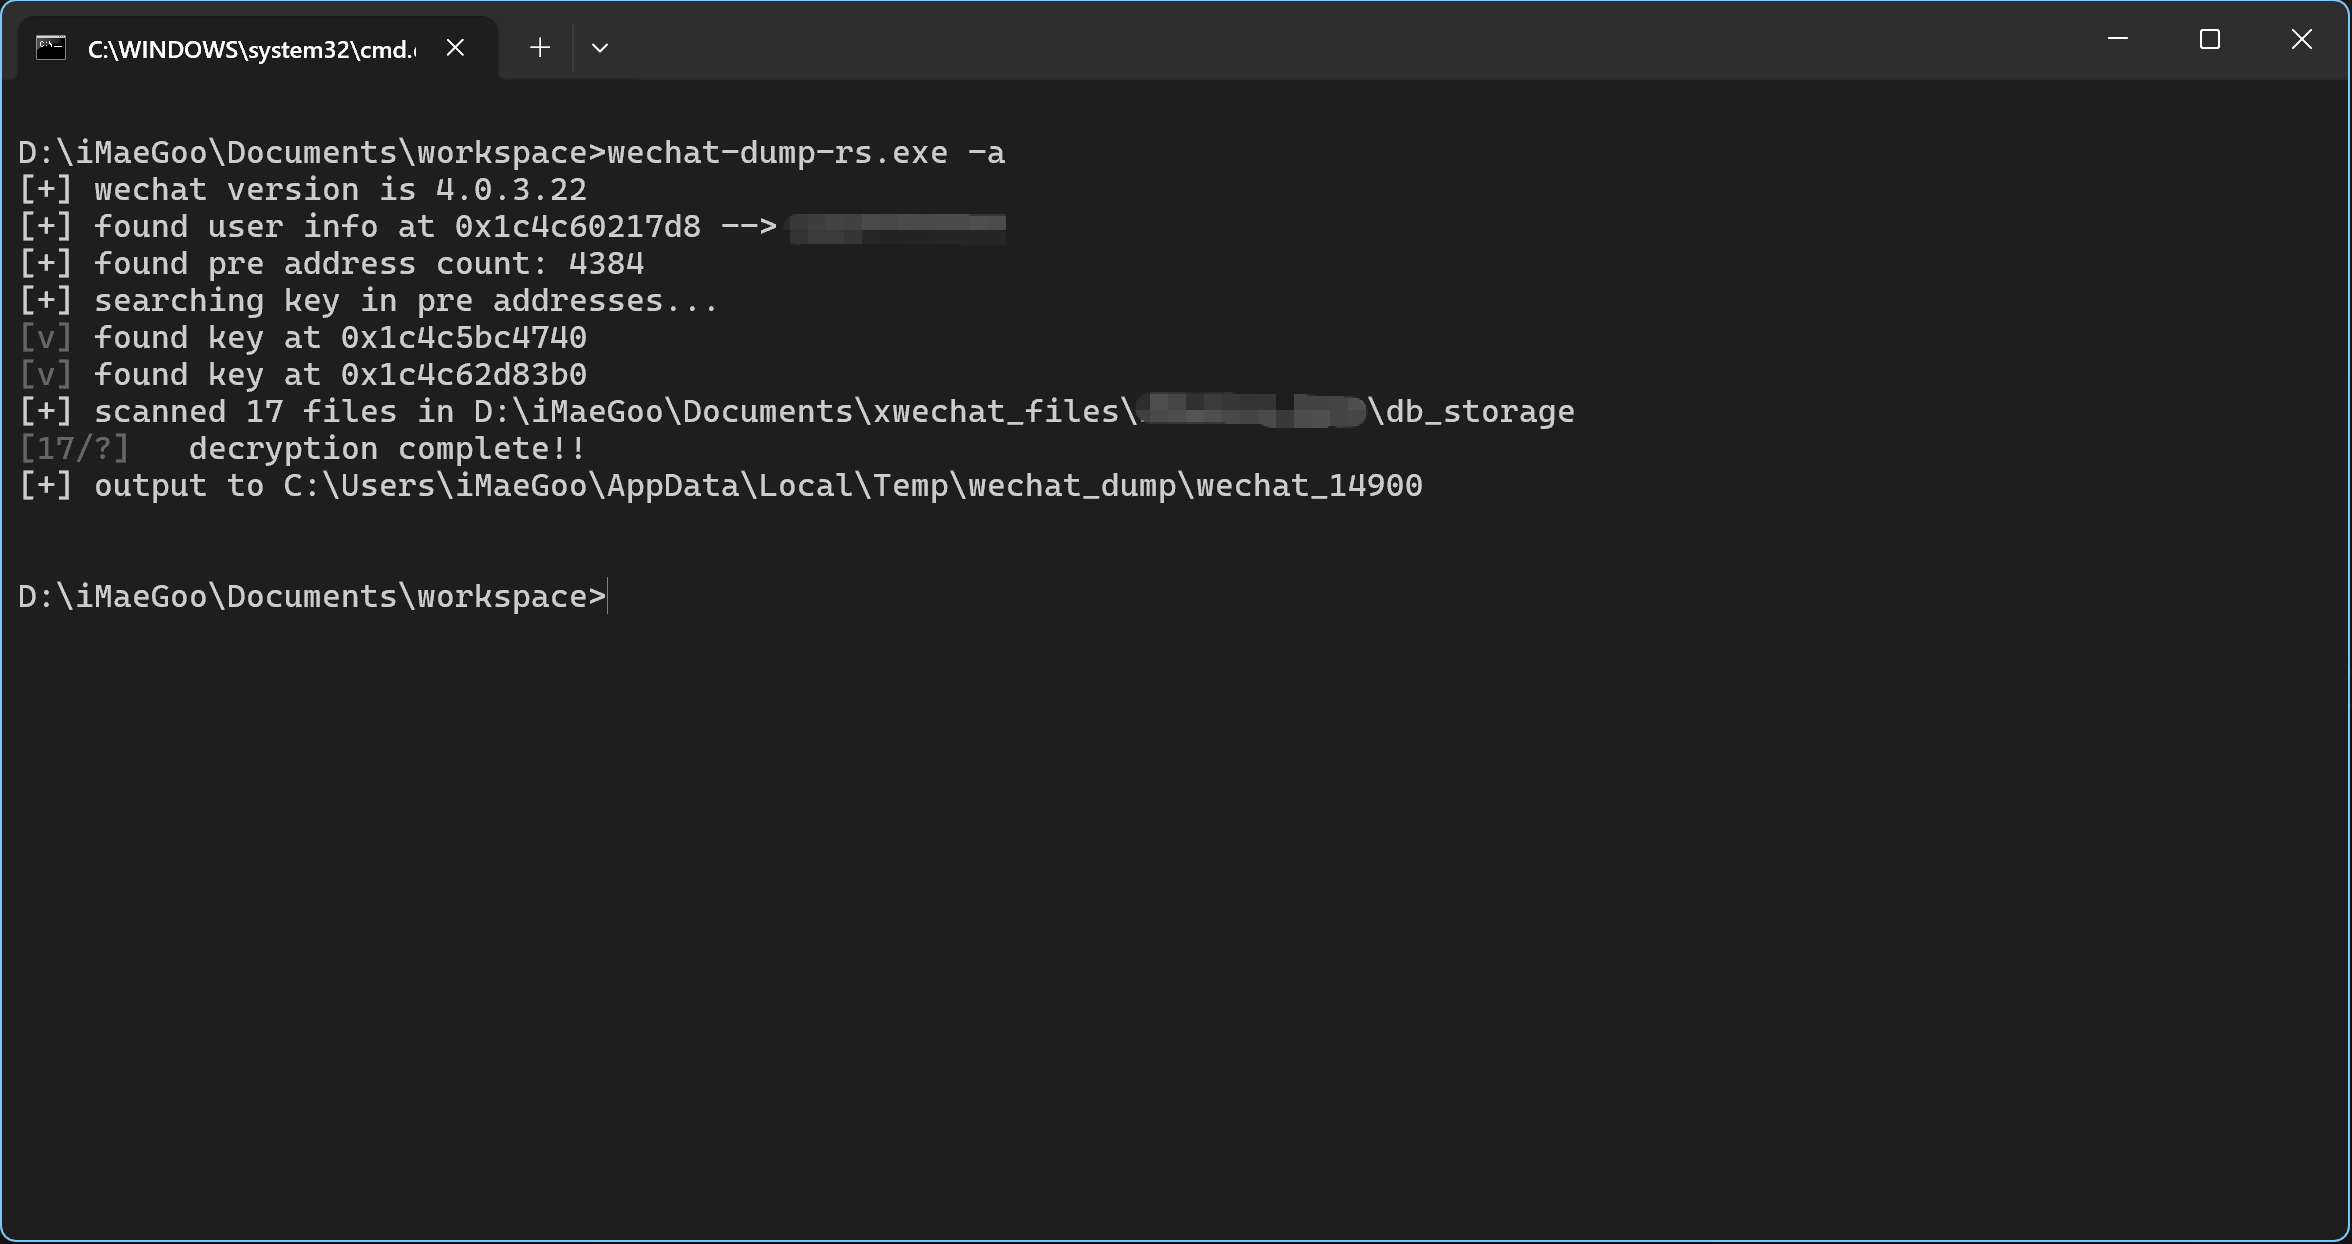 C:\WINDOWS\system32\cmd.
D:\iMaeGoo\Documents\workspace>wechat-dump-rs.exe -a
[+] wechat version is 4.0.3.22
[+] found user info at 0x1c4c60217d8 -->
[+] found pre address count: 4384
[+] searching key in pre addresses...
[v] found key at 0x1c4c5bc4740
[v] found key at 0x1c4c62d83b0
[+] scanned 17 files in D:\iMaeGoo\Documents\xwechat_files\ \db_storage
[17/?]   decryption complete!!
[+] output to C:\Users\iMaeGoo\AppData\Local\Temp\wechat_dump\wechat_14900
D:\iMaeGoo\Documents\workspace>